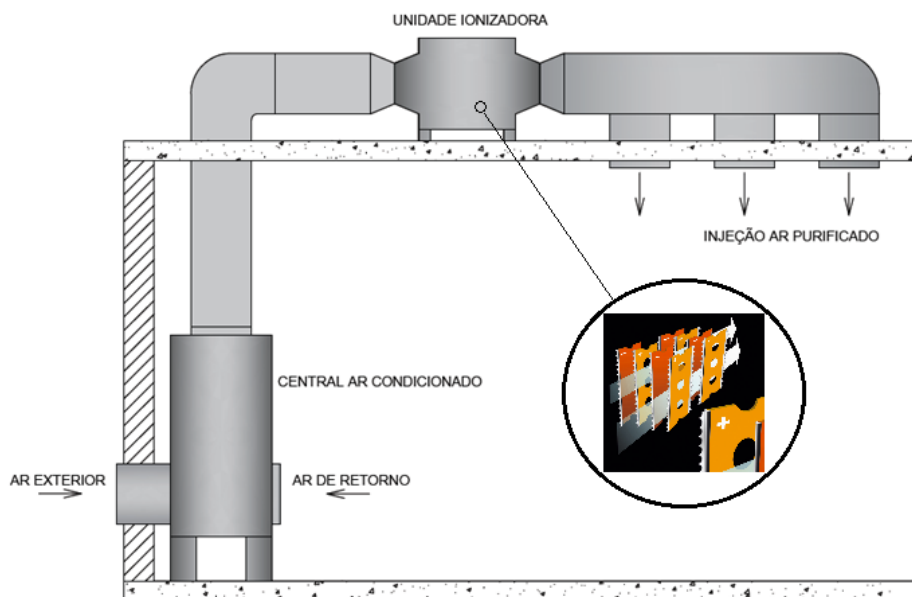 UNIDADE IONIZADORA
INJEÇÃO AR PURIFICADO
CENTRAL AR CONDICIONADO
AR EXTERIOR
AR DE RETORNO